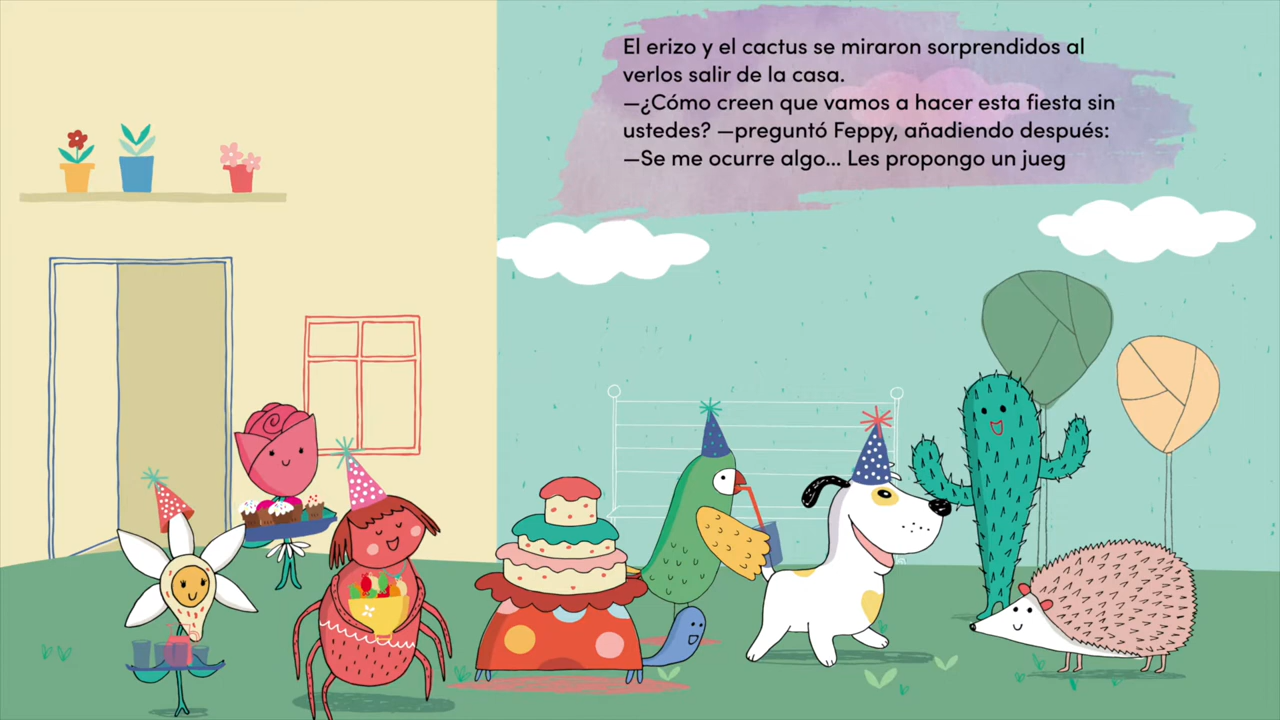 El erizo y el cactus se miraron sorprendidos al
verlos salir de la casa.
—¿Cómo creen que vamos a hacer esta fiesta sin
ustedes? —preguntó Feppy, añadiendo después:
—Se me ocurre algo... Les propongo un jueg